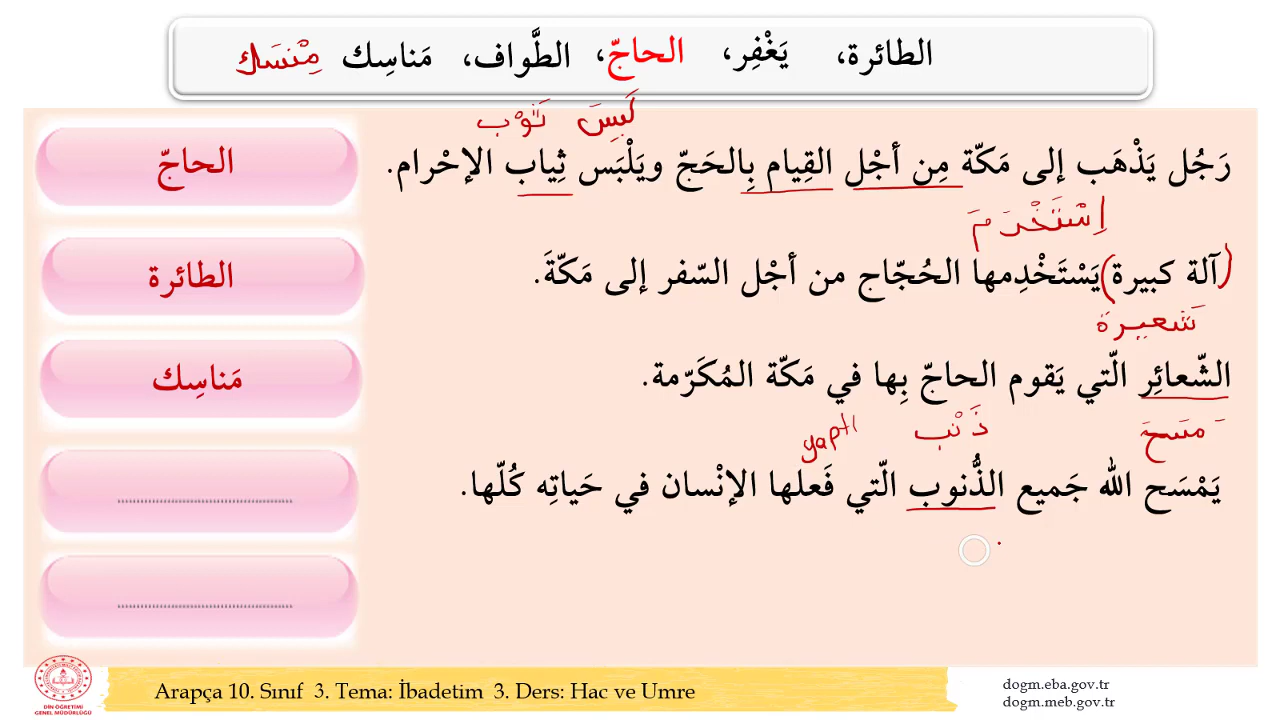 الطائرة، يَغْفِر، الحاجّ، الطَّواف، مَناسِك مِنْسَك
لَبِسَ ثَوْب
رَجُل يَذْهَب إلى مَكّة مِن أجْل القِيام بِالحَجّ ويَلْبَس ثِياب الإحْرام.
الحاجّ
اِسْتَخْدَمَ
(آلة كبيرة) يَسْتَخْدِمها الحُجّاج من أجْل السّفر إلى مَكّةَ.
الطائرة
شَعيرة
الشّعائِر الّتي يَقوم الحاجّ بِها في مَكّة المُكَرّمة.
مَناسِك
مَسَحَ ذَنْب yaptı
يَمْسَح الله جَميع الذُّنوب الّتي فَعلها الإنْسان في حَياتِه كُلّها.
................................................
................................................
DİN ÖĞRETİMİ
GENEL MÜDÜRLÜĞÜ
Arapça 10. Sınıf 3. Tema: İbadetim 3. Ders: Hac ve Umre
dogm.eba.gov.tr
dogm.meb.gov.tr